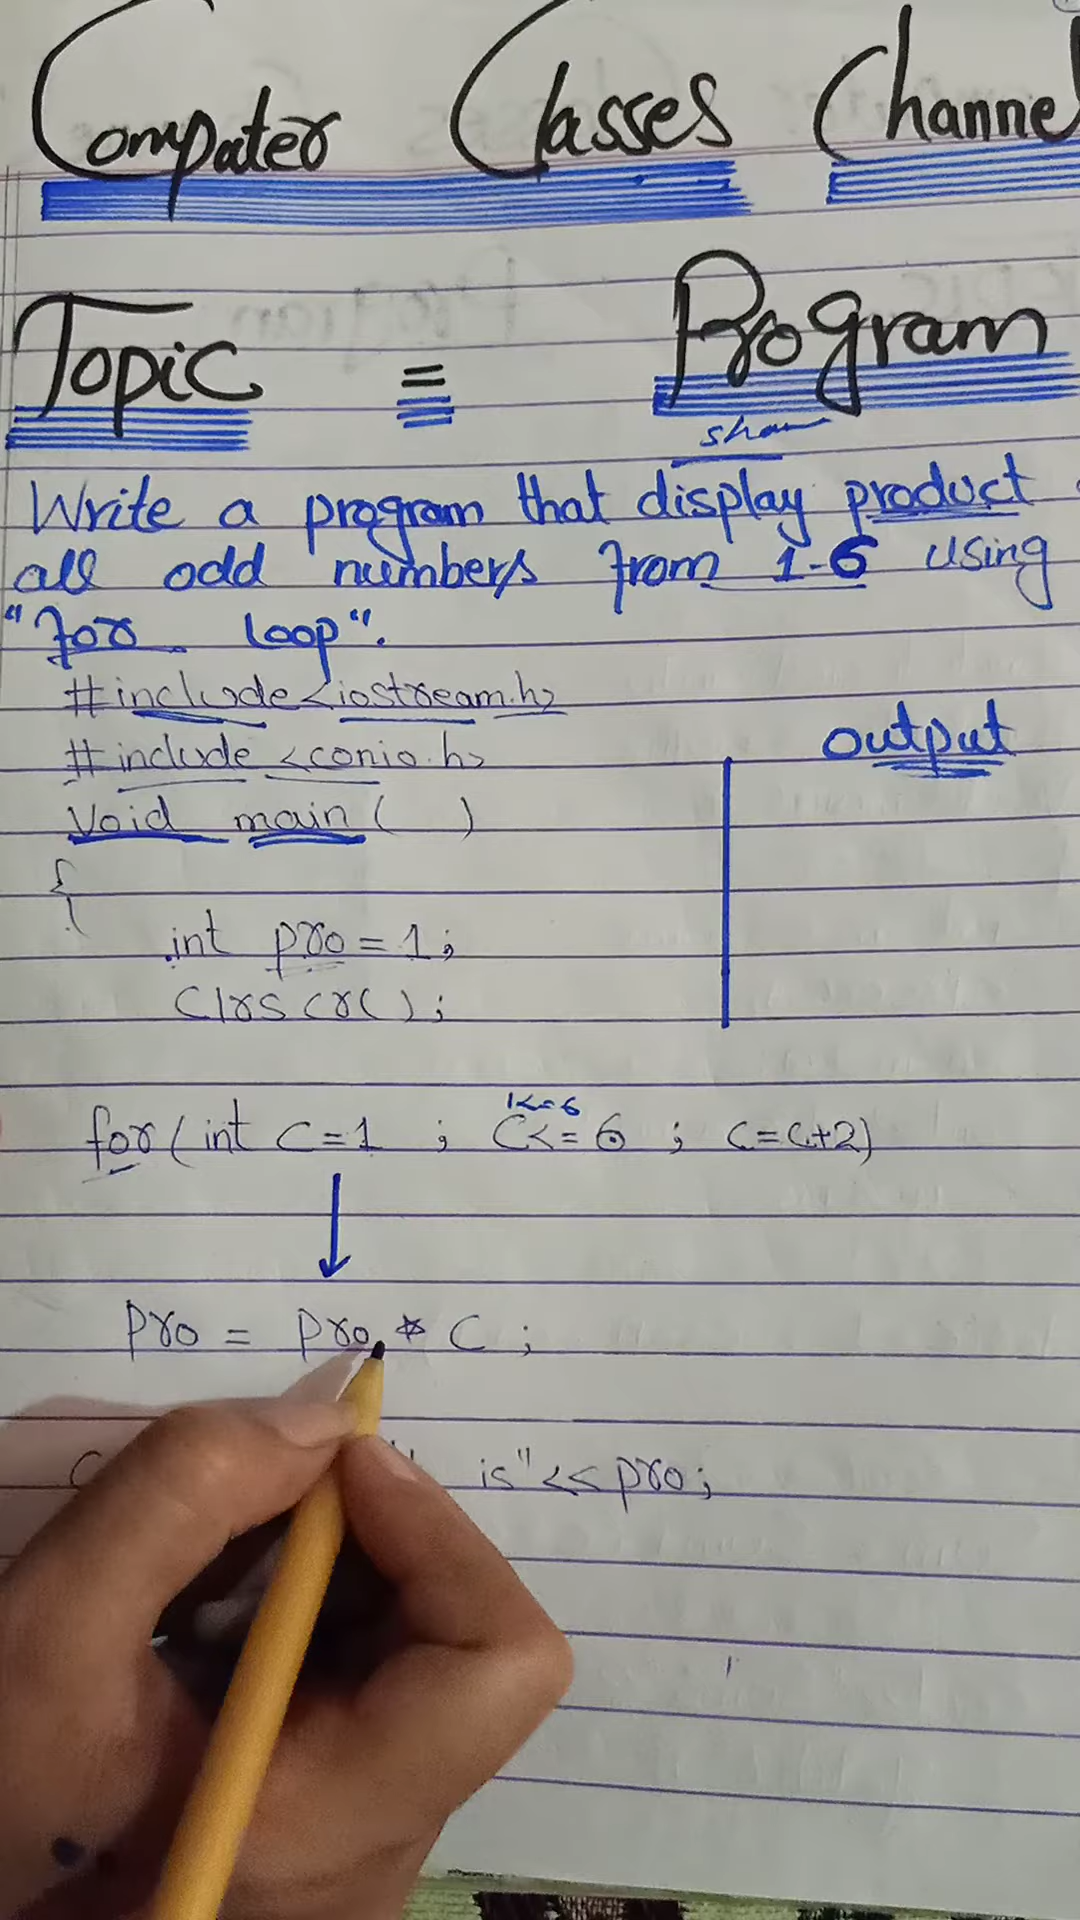 Computer Classes Channel
Topic = Program
show
Write a program that display product
all odd numbers from 1-6 using
"for loop".
#include<iostream.h>
#include <conio.h>
output
Void main( )
{
int pro = 1;
Clrscr();
1<=6
for(int C=1 ; C<= 6 ; C=C+2)
pro = pro * C ;
is"<<pro;